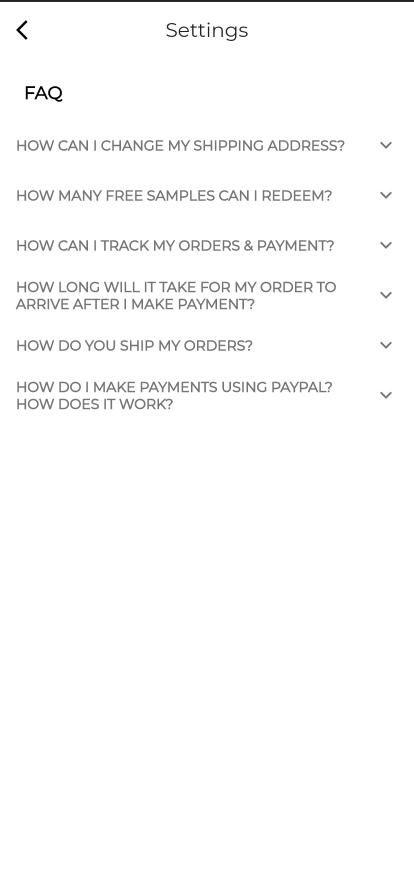 Settings
FAQ
HOW CAN I CHANGE MY SHIPPING ADDRESS?
HOW MANY FREE SAMPLES CAN I REDEEM?
HOW CAN I TRACK MY ORDERS & PAYMENT?
HOW LONG WILL IT TAKE FOR MY ORDER TO
ARRIVE AFTER I MAKE PAYMENT?
HOW DO YOU SHIP MY ORDERS?
HOW DO I MAKE PAYMENTS USING PAYPAL?
HOW DOES IT WORK?